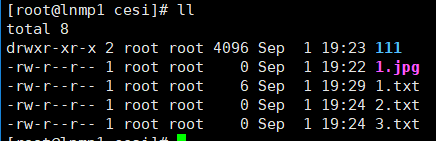 [root@lnmp1 cesi]# ll
total 8
drwxr-xr-x 2 root root 4096 Sep  1 19:23 111
-rw-r--r-- 1 root root    0 Sep  1 19:22 1.jpg
-rw-r--r-- 1 root root    6 Sep  1 19:29 1.txt
-rw-r--r-- 1 root root    0 Sep  1 19:24 2.txt
-rw-r--r-- 1 root root    0 Sep  1 19:24 3.txt
[root@lnmp1 cesi]#